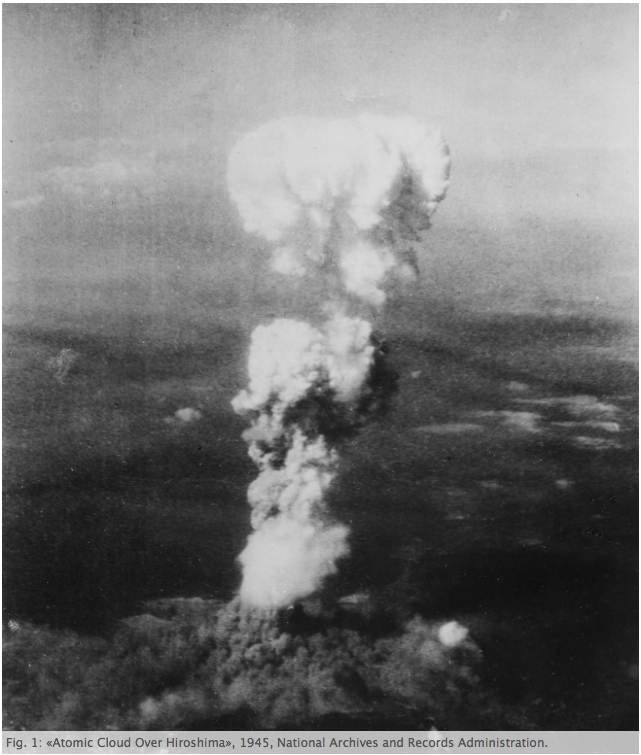 Fig. 1: «Atomic Cloud Over Hiroshima», 1945, National Archives and Records Administration.